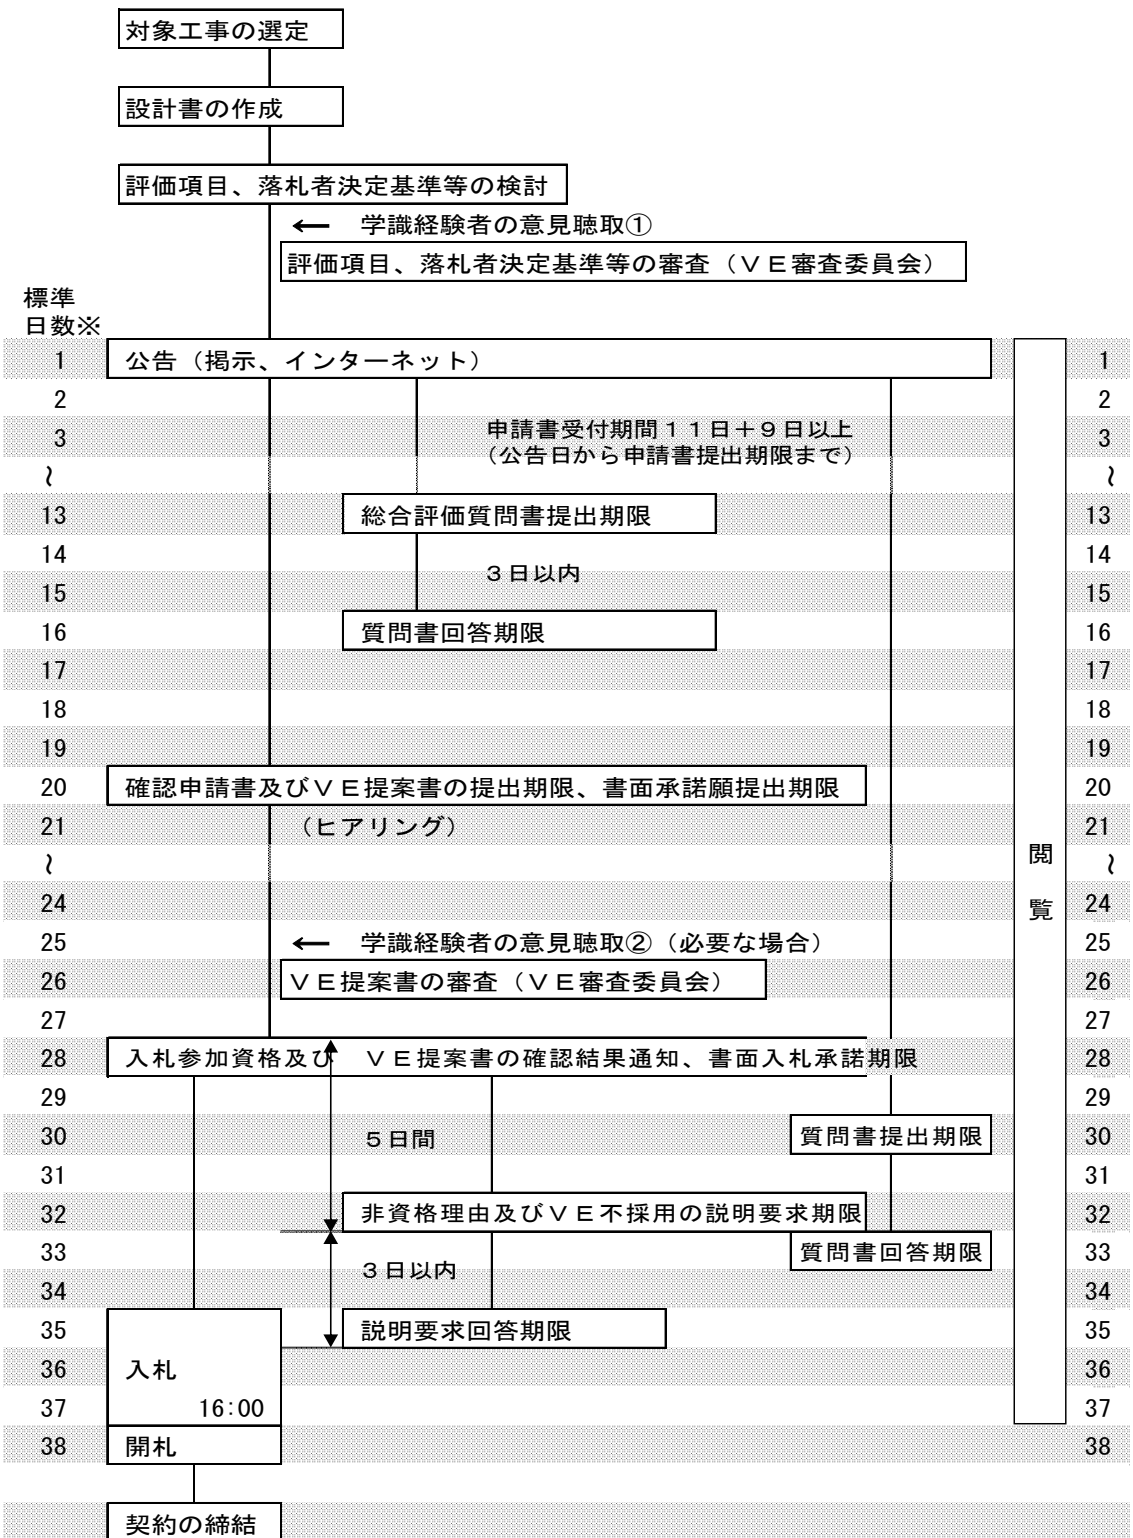 対象工事の選定
設計書の作成
評価項目、落札者決定基準等の検討
← 学識経験者の意見聴取①
評価項目、落札者決定基準等の審査（ＶＥ審査委員会）
標準
日数※
1 公告（掲示、インターネット） 1
2 2
3 申請書受付期間１１日＋９日以上 3
（公告日から申請書提出期限まで）
～ ～
13 総合評価質問書提出期限 13
14 14
３日以内
15 15
16 質問書回答期限 16
17 17
18 18
19 19
20 確認申請書及びＶＥ提案書の提出期限、書面承諾願提出期限 20
21 （ヒアリング） 21
～ 閲 ～
24 覧 24
25 ← 学識経験者の意見聴取②（必要な場合） 25
26 ＶＥ提案書の審査（ＶＥ審査委員会） 26
27 27
28 入札参加資格及び ＶＥ提案書の確認結果通知、書面入札承諾期限 28
29 29
30 ５日間 質問書提出期限 30
31 31
32 非資格理由及びＶＥ不採用の説明要求期限 32
33 質問書回答期限 33
３日以内
34 34
35 説明要求回答期限 35
36 入札 36
37 16:00 37
38 開札 38
契約の締結